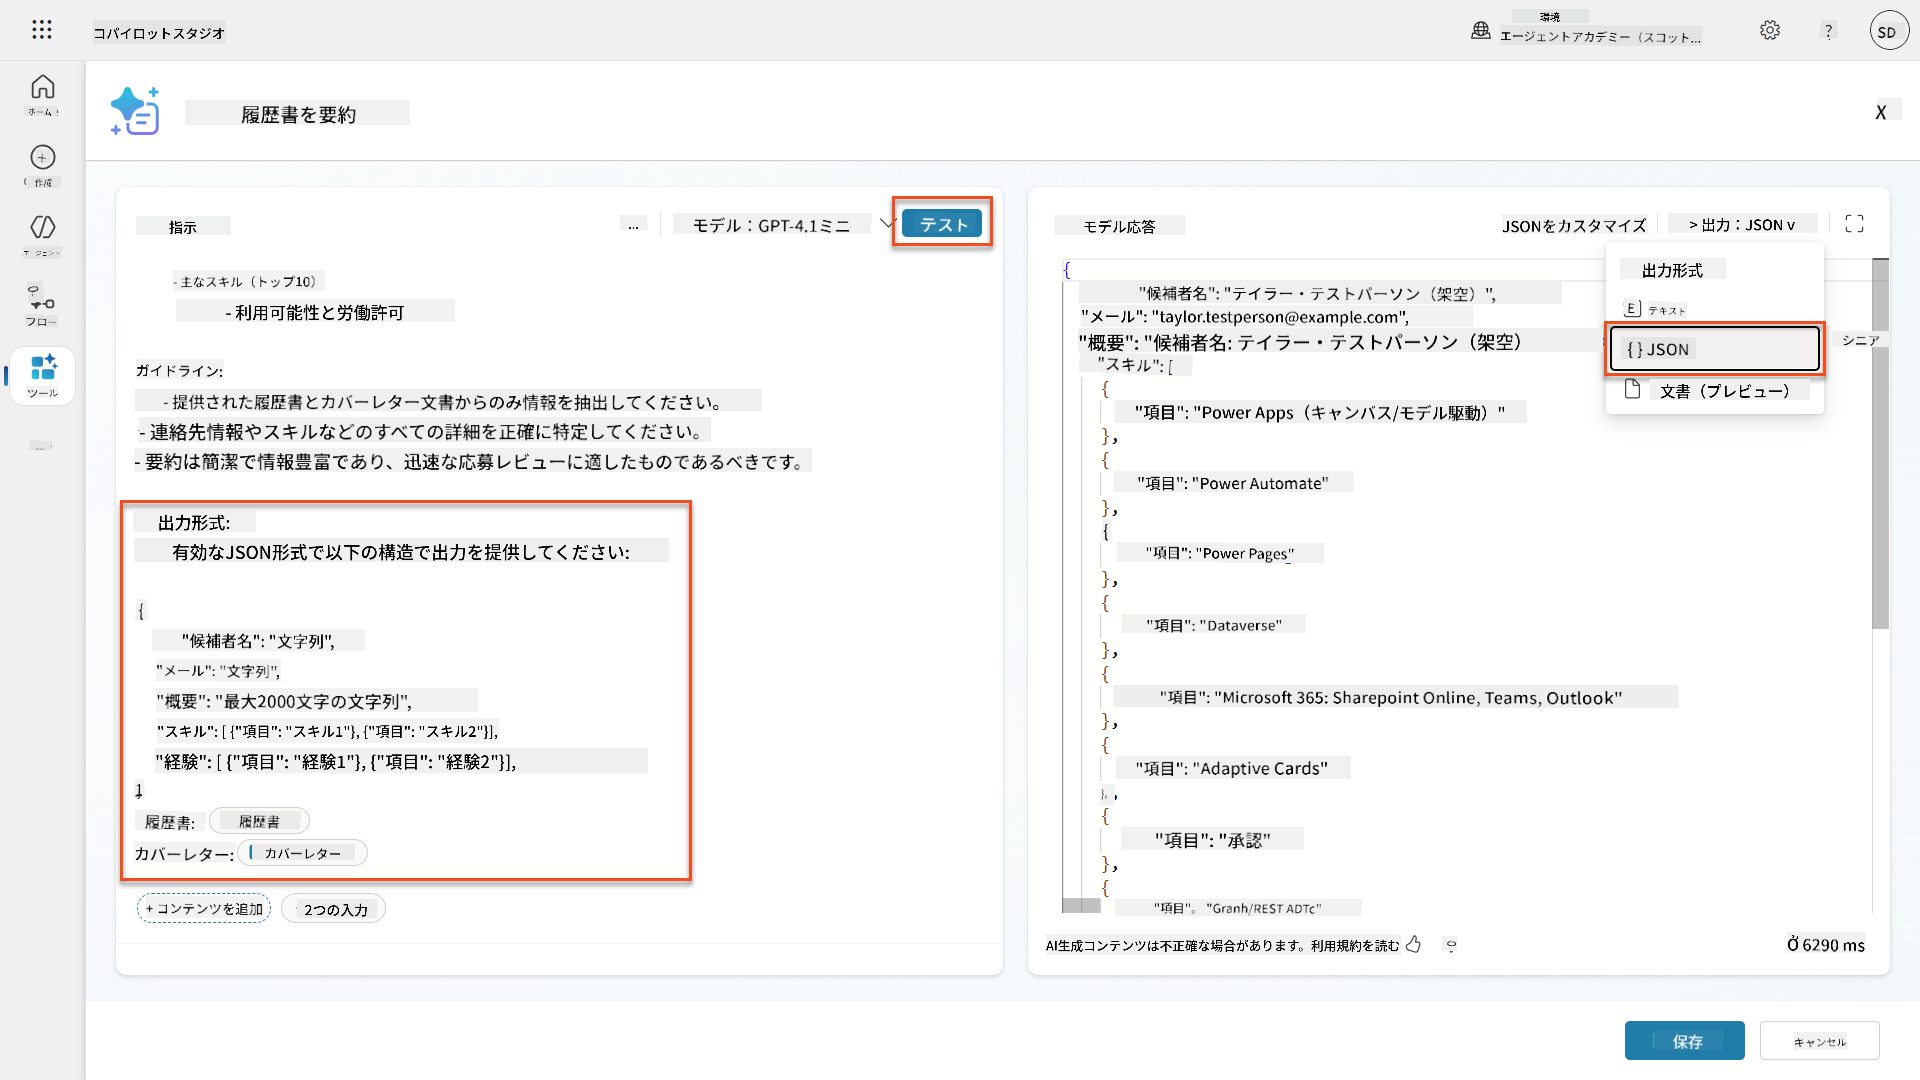 コパイロットスタジオ
環境
エージェントアカデミー（スコット...
?
SD
ホーム
作成
エージェント
フロー
ツール
...
履歴書を要約
X
指示
...
モデル：GPT-4.1ミニ
テスト
- 主なスキル（トップ10）
- 利用可能性と労働許可
ガイドライン:
- 提供された履歴書とカバーレター文書からのみ情報を抽出してください。
- 連絡先情報やスキルなどのすべての詳細を正確に特定してください。
- 要約は簡潔で情報豊富であり、迅速な応募レビューに適したものであるべきです。
出力形式:
有効なJSON形式で以下の構造で出力を提供してください:
{
"候補者名": "文字列",
"メール": "文字列",
"概要": "最大2000文字の文字列",
"スキル": [ {"項目": "スキル1"}, {"項目": "スキル2"}],
"経験": [ {"項目": "経験1"}, {"項目": "経験2"}],
}
履歴書: 履歴書
カバーレター: カバーレター
+ コンテンツを追加
2つの入力
モデル応答
JSONをカスタマイズ
> 出力：JSON v
出力形式
テキスト
{ } JSON
文書（プレビュー）
{
"候補者名": "テイラー・テストパーソン（架空）",
"メール": "taylor.testperson@example.com",
"概要": "候補者名: テイラー・テストパーソン（架空）
シニア
"スキル": [
{
"項目": "Power Apps（キャンバス/モデル駆動）"
},
{
"項目": "Power Automate"
},
{
"項目": "Power Pages"
},
{
"項目": "Dataverse"
},
{
"項目": "Microsoft 365: Sharepoint Online, Teams, Outlook"
},
{
"項目": "Adaptive Cards"
},
{
"項目": "承認"
},
{
AI生成コンテンツは不正確な場合があります。利用規約を読む
6290 ms
保存
キャンセル